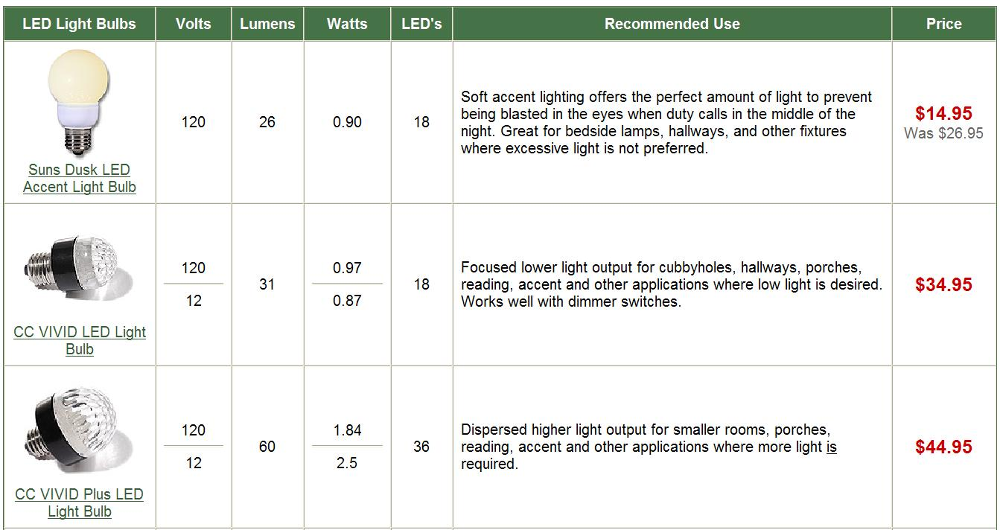 LED Light Bulbs Volts Lumens Watts LED's Recommended Use Price
Suns Dusk LED
Accent Light Bulb
120
26
0.90
18
Soft accent lighting offers the perfect amount of light to prevent
being blasted in the eyes when duty calls in the middle of the
night. Great for bedside lamps, hallways, and other fixtures
where excessive light is not preferred.
$14.95
Was $26.95
CC VIVID LED Light
Bulb
120
12
31
0.97
0.87
18
Focused lower light output for cubbyholes, hallways, porches,
reading, accent and other applications where low light is desired.
Works well with dimmer switches.
$34.95
CC VIVID Plus LED
Light Bulb
120
12
60
1.84
2.5
36
Dispersed higher light output for smaller rooms, porches,
reading, accent and other applications where more light is
required.
$44.95